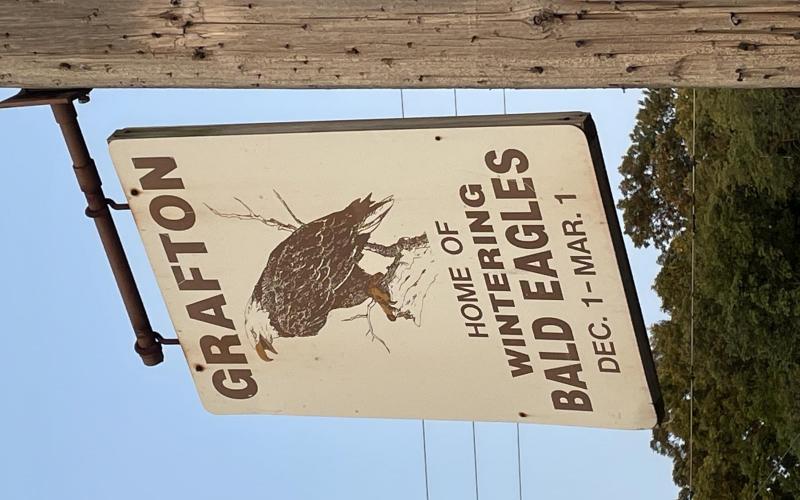 GRAFTON
HOME OF
WINTERING
BALD EAGLES
DEC. 1-MAR. 1